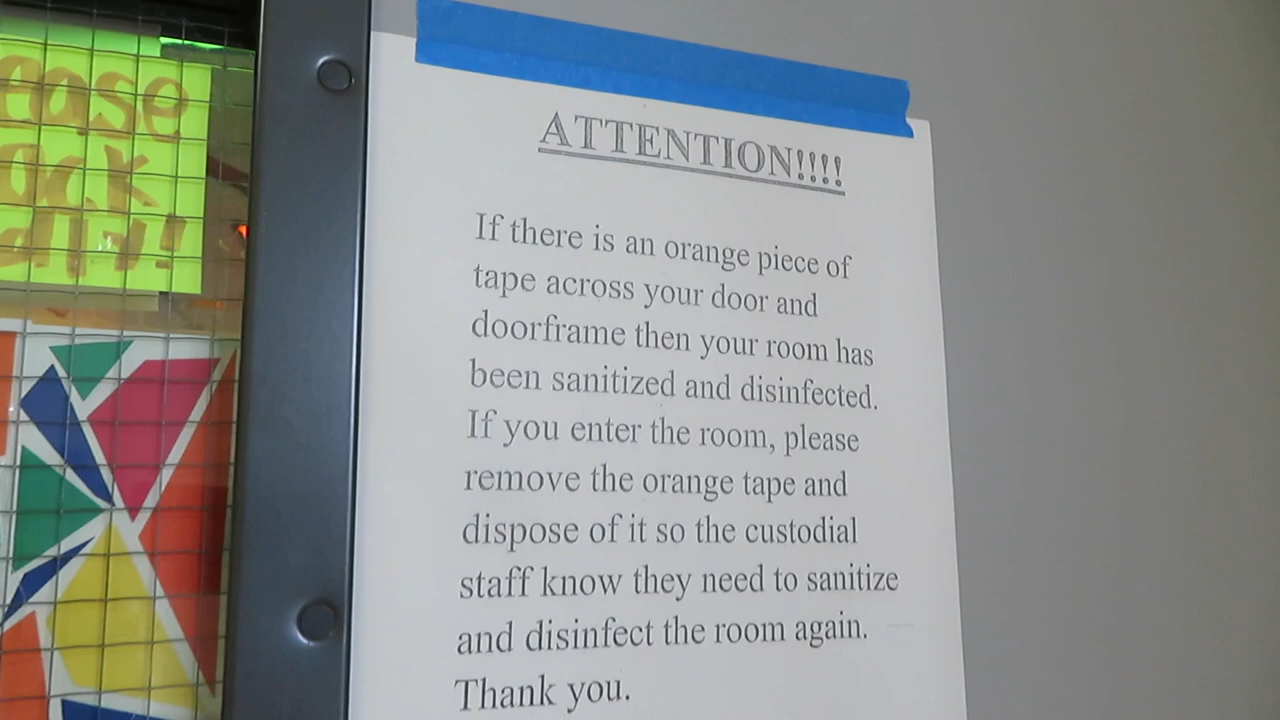 ATTENTION!!!!
If there is an orange piece of
tape across your door and
doorframe then your room has
been sanitized and disinfected.
If you enter the room, please
remove the orange tape and
dispose of it so the custodial
staff know they need to sanitize
and disinfect the room again.
Thank you.